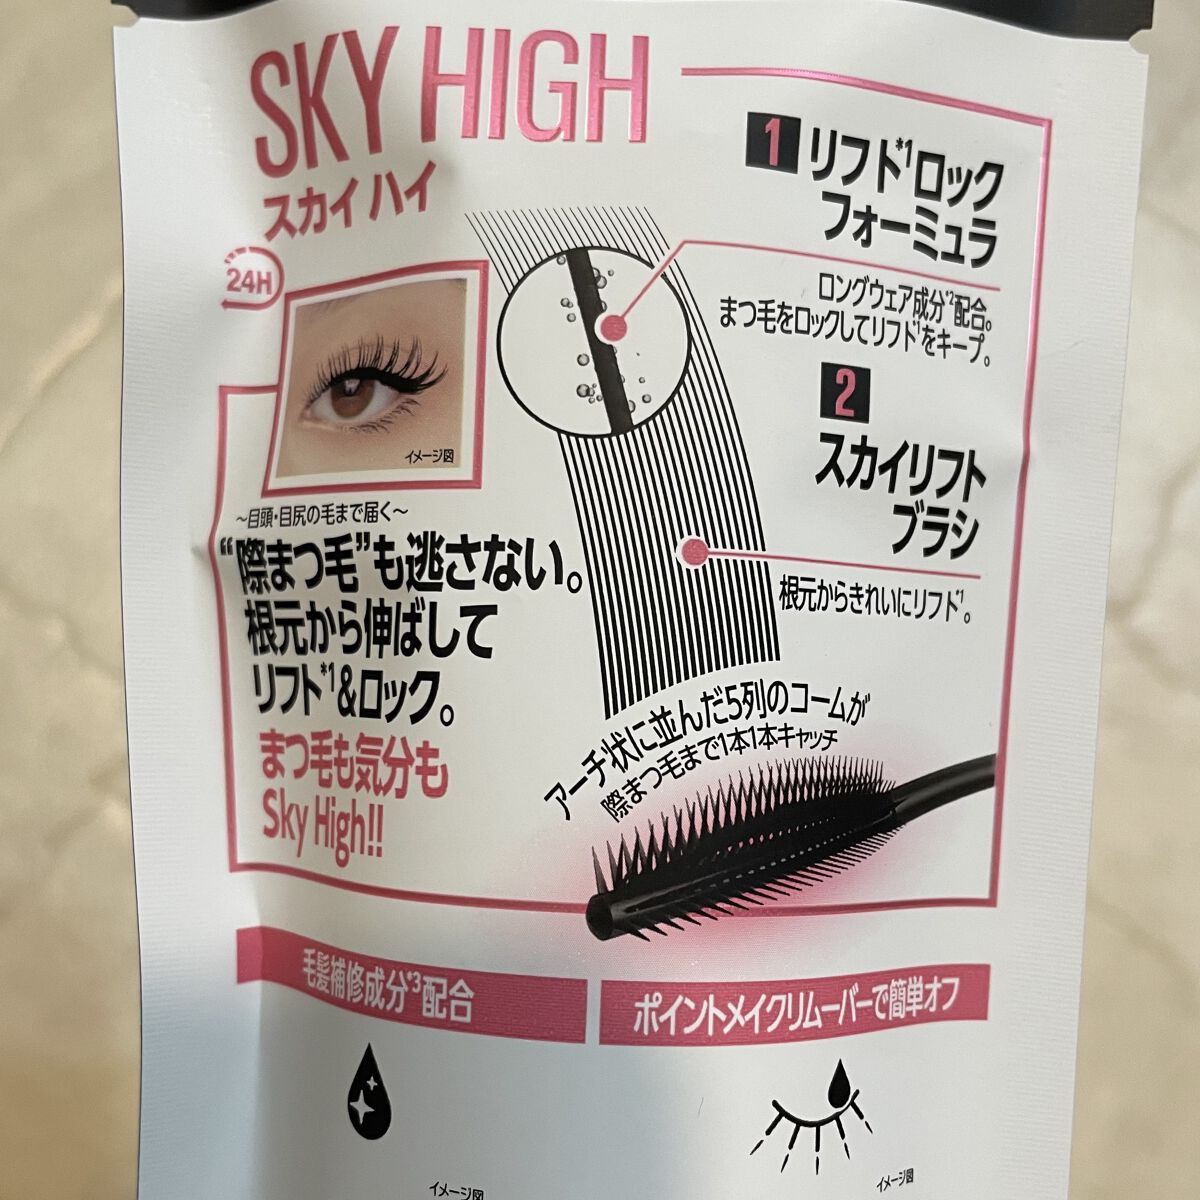 SKY HIGH
スカイハイ
24H
イメージ図
～目頭・目尻の毛まで届く～
“際まつ毛”も逃さない。
根元から伸ばして
リフト*1&ロック。
まつ毛も気分も
Sky High!!
1 リフト*1ロック
フォーミュラ
ロングウェア成分*2配合。
まつ毛をロックしてリフト*1をキープ。
2
スカイリフト
ブラシ
根元からきれいにリフト*1。
アーチ状に並んだ5列のコームが
際まつ毛まで1本1本キャッチ
毛髪補修成分*3配合
イメージ図
ポイントメイクリムーバーで簡単オフ
イメージ図